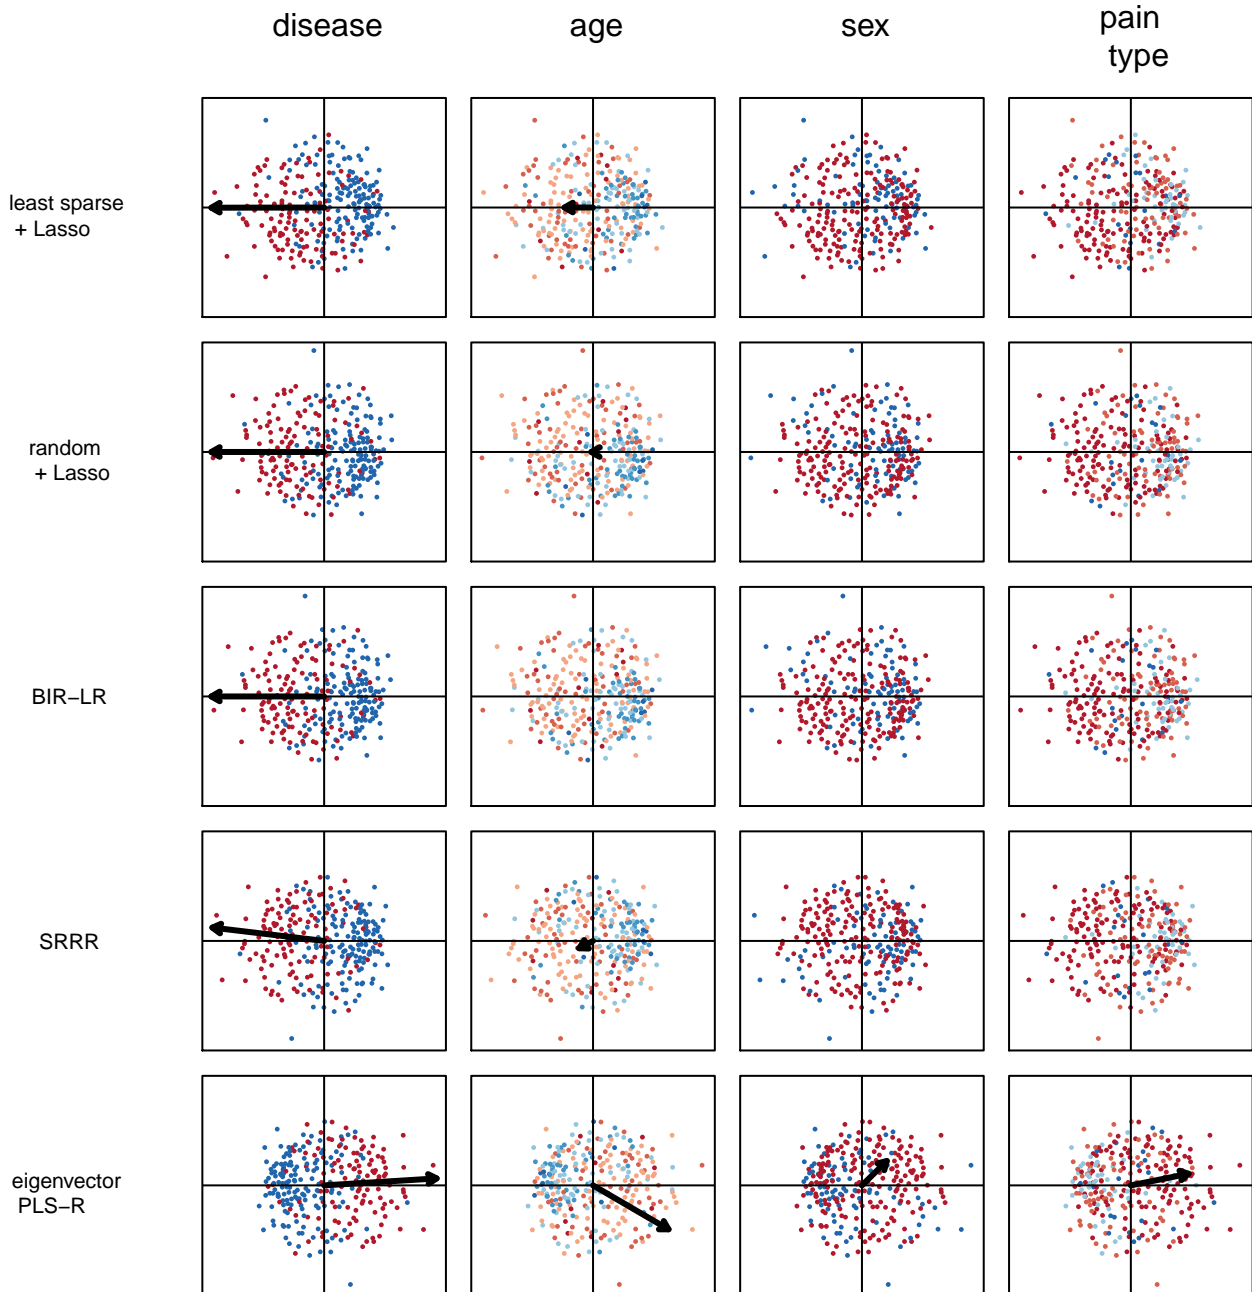 disease
age
sex
pain
type
least sparse
+ Lasso
random
+ Lasso
BIR−LR
SRRR
eigenvector
PLS−R